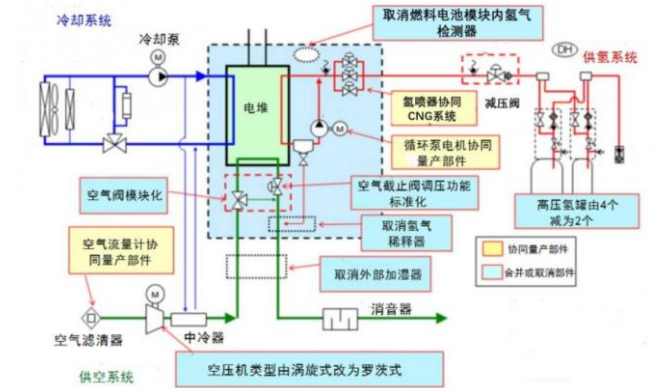 冷却系统
取消燃料电池模块内氢气
检测器
冷却泵
M
DH
供氢系统
电堆
氢喷器协同
CNG系统
减压阀
M
循环泵电机协同
量产部件
空气阀模块化
空气截止阀调压功能
标准化
高压氢罐由4个
减为2个
取消氢气
稀释器
空气流量计协
同量产部件
协同量产部件
合并或取消部件
取消外部加湿器
M
消音器
空气滤清器
中冷器
空压机类型由涡旋式改为罗茨式
供空系统